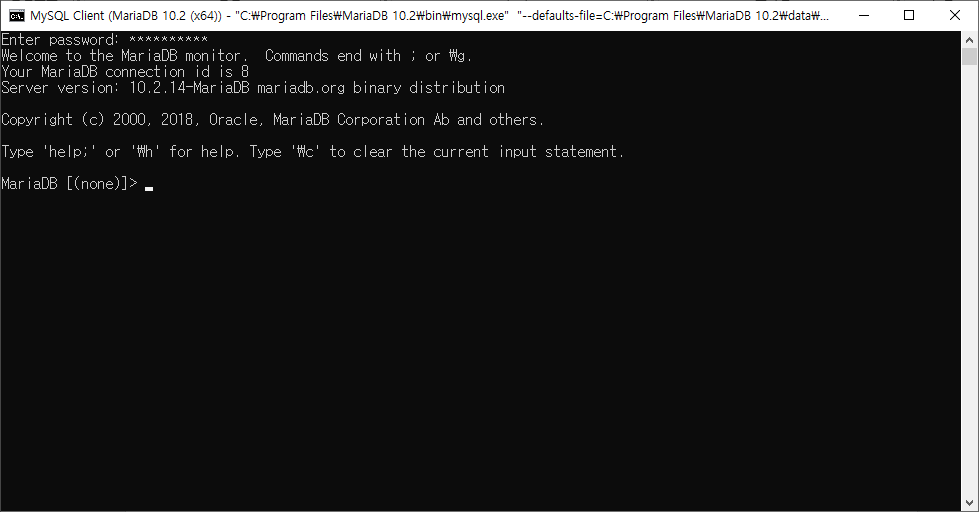 MySQL Client (MariaDB 10.2 (x64)) - "C:₩Program Files₩MariaDB 10.2₩bin₩mysql.exe"  "--defaults-file=C:₩Program Files₩MariaDB 10.2₩data₩...
Enter password: **********
Welcome to the MariaDB monitor.  Commands end with ; or ₩g.
Your MariaDB connection id is 8
Server version: 10.2.14-MariaDB mariadb.org binary distribution
Copyright (c) 2000, 2018, Oracle, MariaDB Corporation Ab and others.
Type 'help;' or '₩h' for help. Type '₩c' to clear the current input statement.
MariaDB [(none)]> _